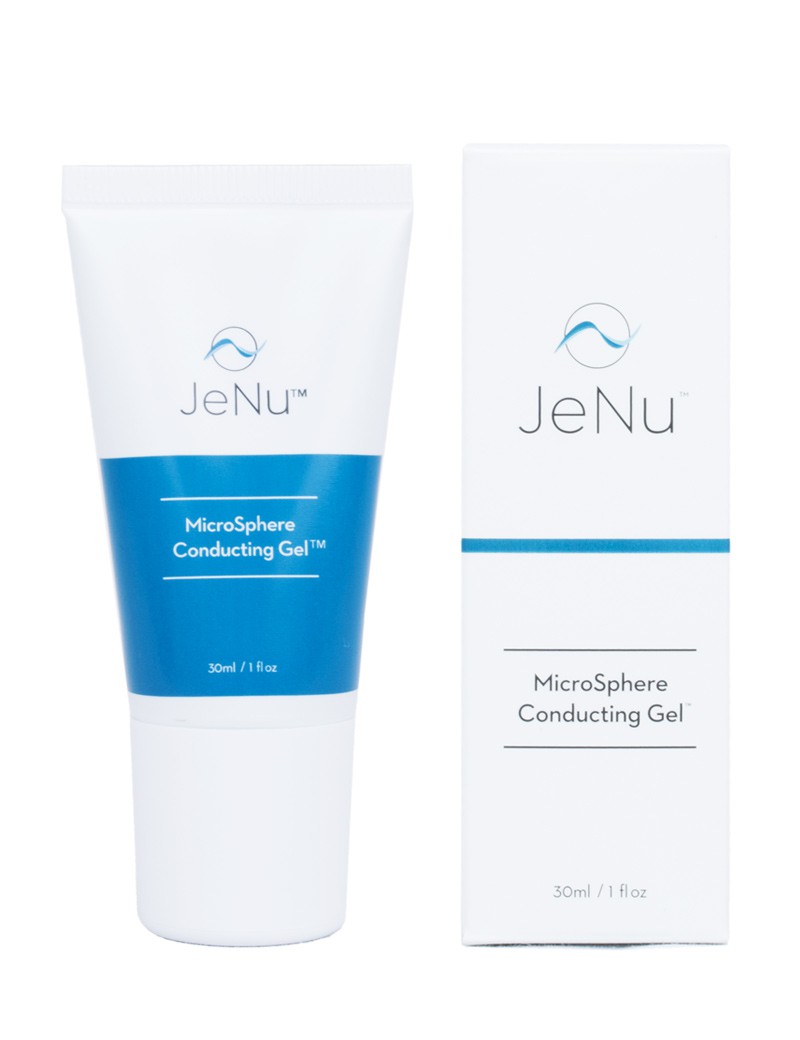 JeNu™
MicroSphere
Conducting Gel™
30ml / 1 fl oz
JeNu™
MicroSphere
Conducting Gel™
30ml / 1 fl oz